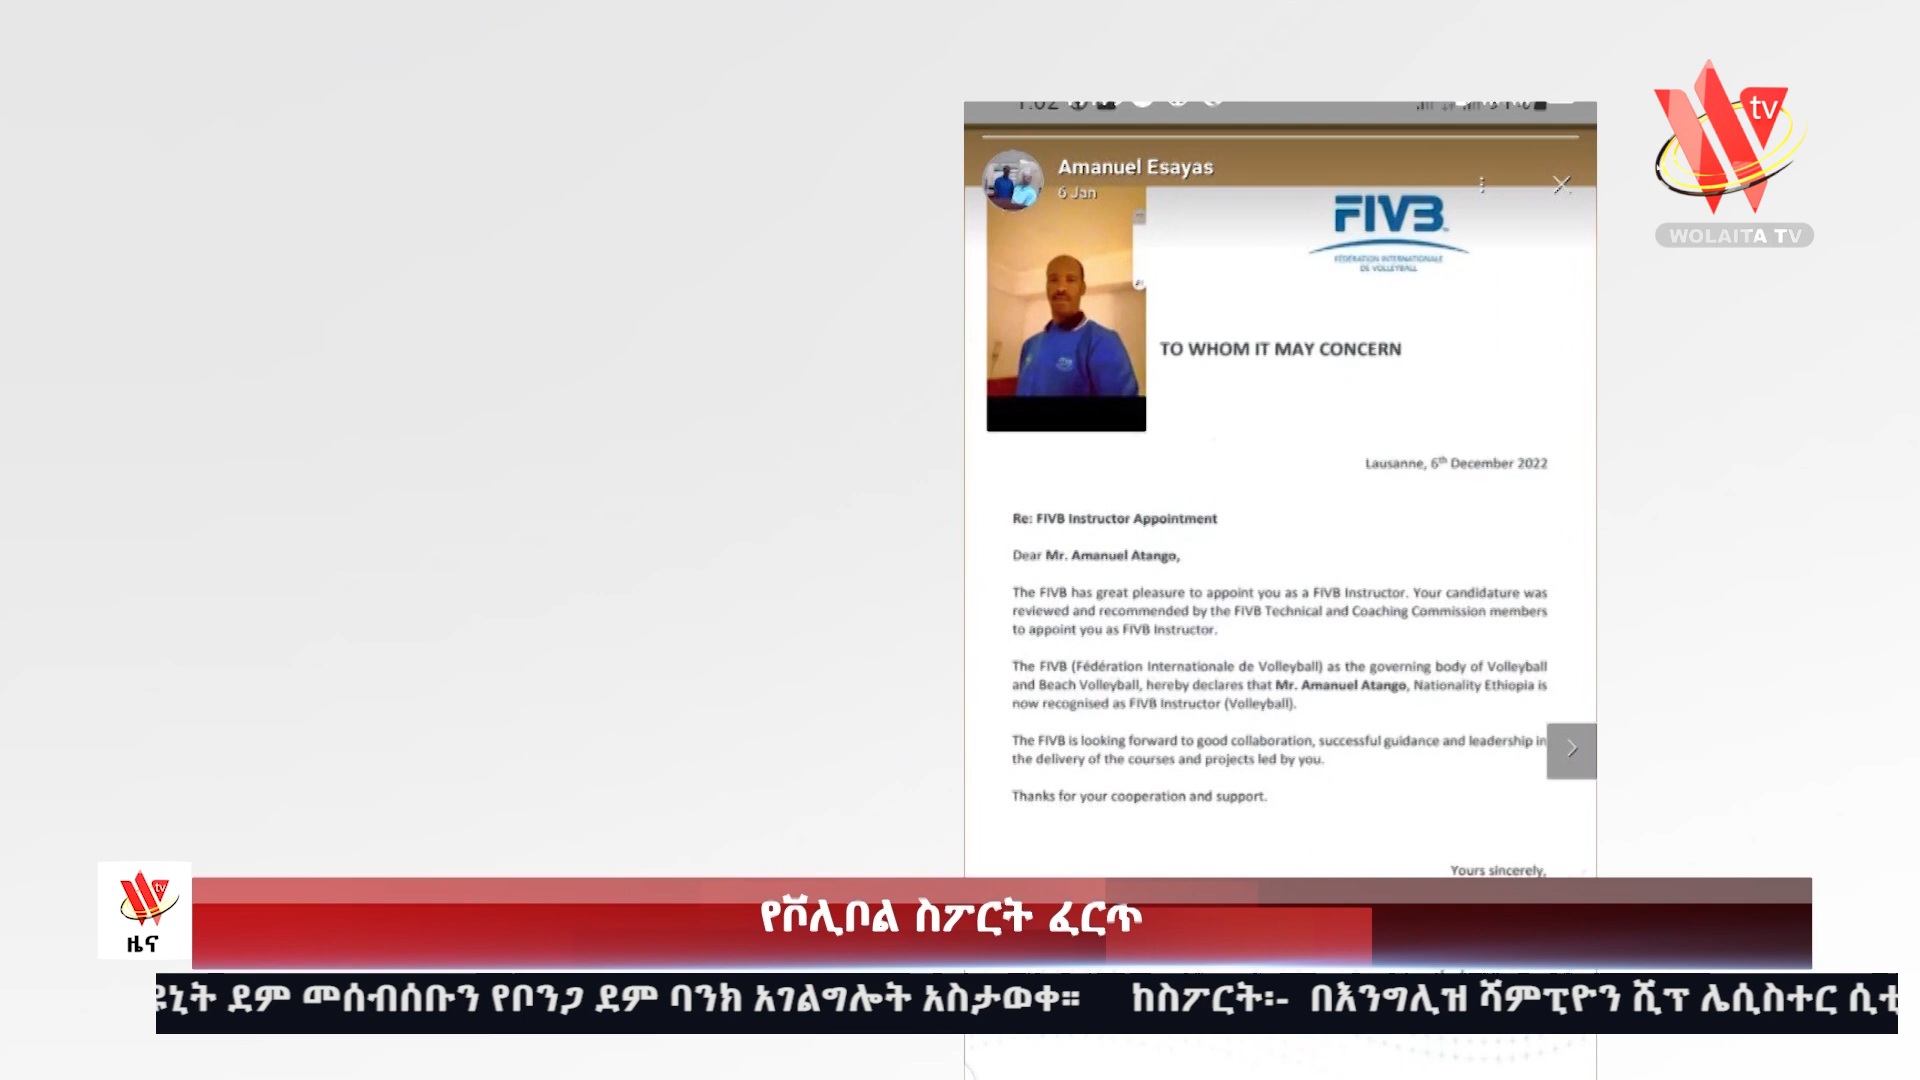 tv
WOLAITA TV
Amanuel Esayas
6 Jan
FIVB
FÉDÉRATION INTERNATIONALE
DE VOLLEYBALL
TO WHOM IT MAY CONCERN
Lausanne, 6th December 2022
Re: FIVB Instructor Appointment
Dear Mr. Amanuel Atango,
The FIVB has great pleasure to appoint you as a FIVB Instructor. Your candidature was
reviewed and recommended by the FIVB Technical and Coaching Commission members
to appoint you as FIVB Instructor.
The FIVB (Fédération Internationale de Volleyball) as the governing body of Volleyball
and Beach Volleyball, hereby declares that Mr. Amanuel Atango, Nationality Ethiopia is
now recognised as FIVB Instructor (Volleyball).
The FIVB is looking forward to good collaboration, successful guidance and leadership in
the delivery of the courses and projects led by you.
Thanks for your cooperation and support.
Yours sincerely,
tv
ዜና
የቮሊቦል ስፖርት ፈርጥ
ደም መሰብሰቡን የቦንጋ ደም ባንክ አገልግሎት አስታወቀ። ከስፖርት፡- በእንግሊዝ ሻምፒዮን ሺፕ ሌሲስተር